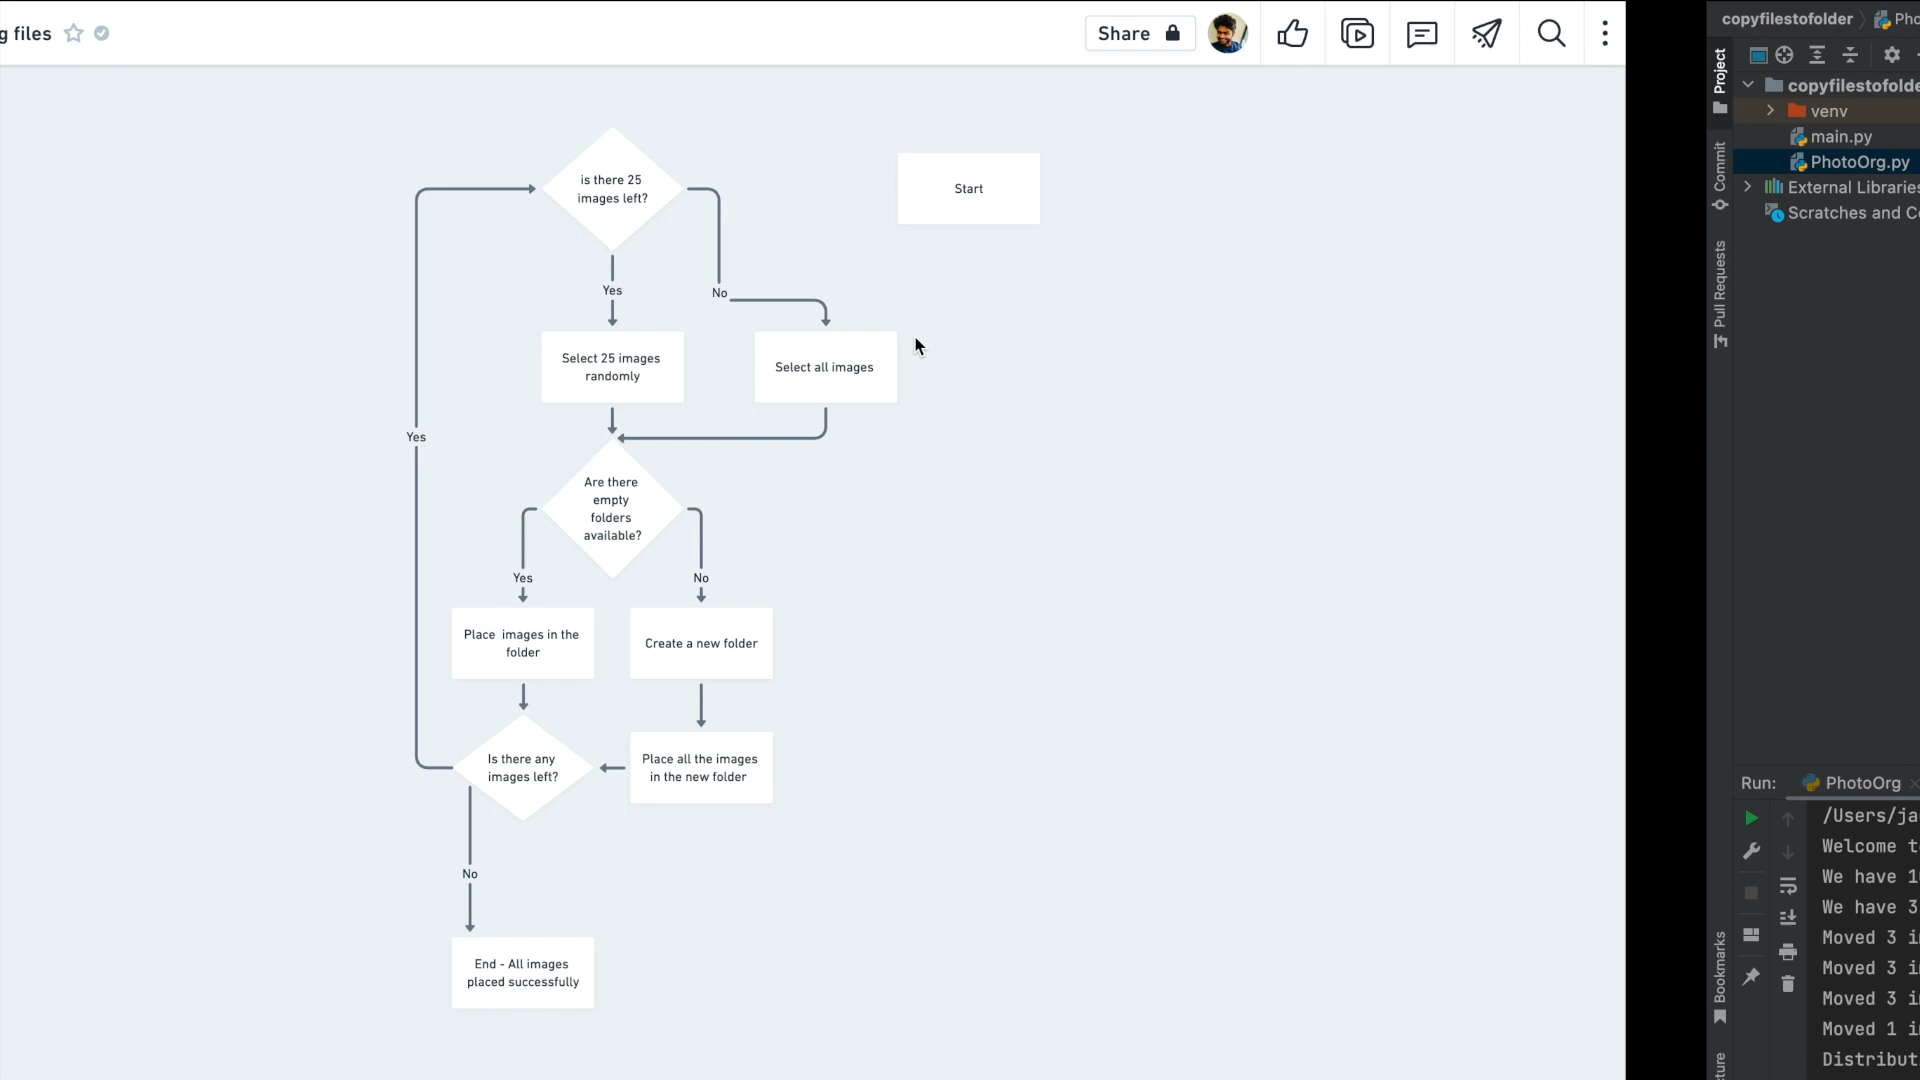 g files
Share
is there 25
images left?
Start
Yes
No
Select 25 images
randomly
Select all images
Yes
Are there
empty
folders
available?
Yes
No
Place images in the
folder
Create a new folder
Is there any
images left?
Place all the images
in the new folder
No
End - All images
placed successfully
copyfilestofolder
Project
copyfilestofolde
venv
main.py
Commit
PhotoOrg.py
External Libraries
Scratches and C
Pull Requests
Run:
PhotoOrg
/Users/ja
Welcome t
We have 1
We have 3
Moved 3 i
Moved 3 i
Moved 3 i
Moved 1 i
Distribut
Bookmarks